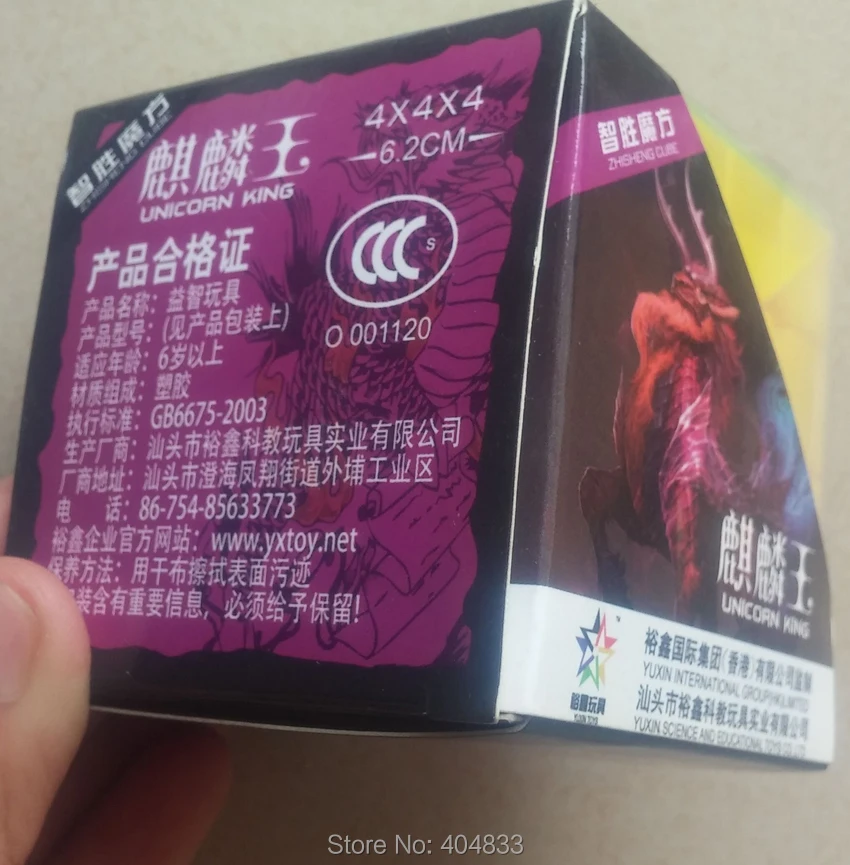 智胜魔方
ZHISHENG CUBE
麒麟王
UNICORN KING
4X4X4
6.2CM
CCC S
O 001120
产品合格证
产品名称：益智玩具
产品型号：(见产品包装上)
适应年龄：6岁以上
材质组成：塑胶
执行标准：GB6675-2003
生产厂商：汕头市裕鑫科教玩具实业有限公司
厂商地址：汕头市澄海凤翔街道外埔工业区
电 话：86-754-85633773
裕鑫企业官方网站：www.yxtoy.net
保养方法：用干布擦拭表面污迹
装含有重要信息，必须给予保留!
智胜魔方
ZHISHENG CUBE
麒麟王
UNICORN KING
裕鑫玩具
裕鑫国际集团(香港)有限公司监制
YUXIN INTERNATIONAL GROUP(HK)LIMITED
汕头市裕鑫科教玩具实业有限公司
YUXIN SCIENCE AND EDUCATIONAL TOYS CO.,LTD
Store No: 404833